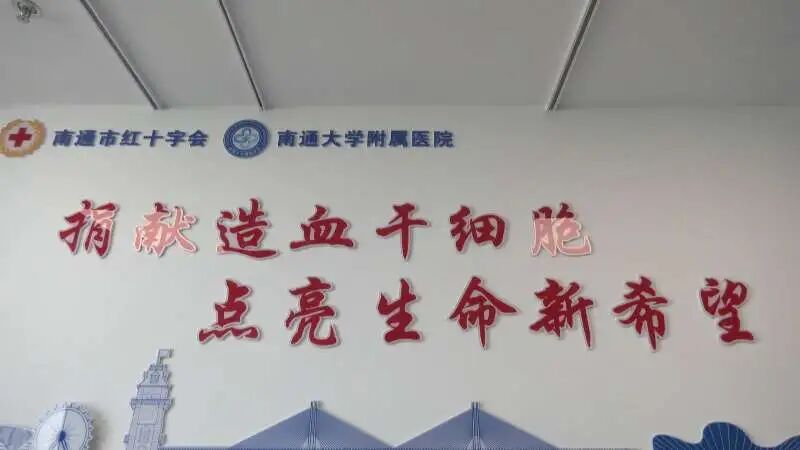 南通市红十字会 南通大学附属医院
捐献造血干细胞
点亮生命新希望